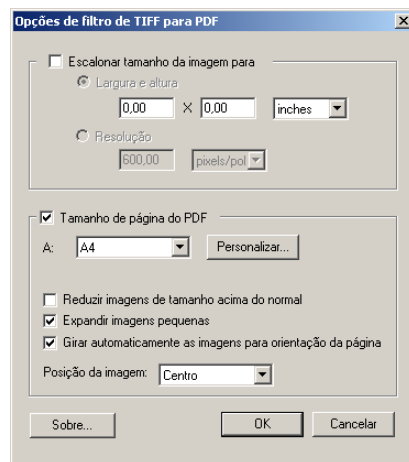 Opções de filtro de TIFF para PDF
Escalonar tamanho da imagem para
Largura e altura
0,00 X 0,00 inches
Resolução
600,00 pixels/pol
Tamanho de página do PDF
A: A4 Personalizar...
Reduzir imagens de tamanho acima do normal
Expandir imagens pequenas
Girar automaticamente as imagens para orientação da página
Posição da imagem: Centro
Sobre... OK Cancelar